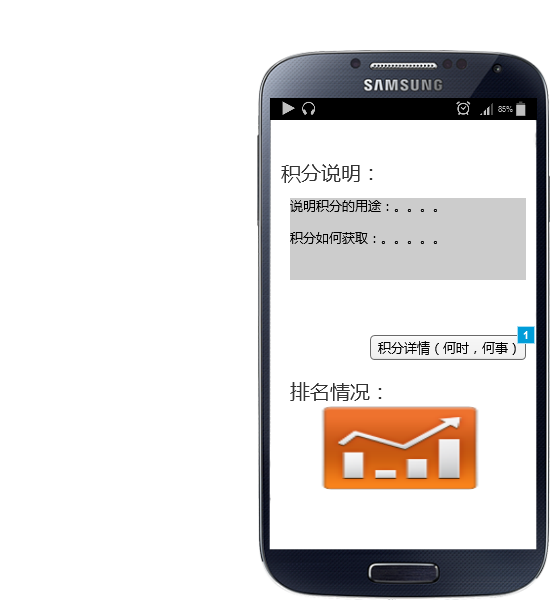 SAMSUNG
85%
积分说明：
说明积分的用途：。。。。
积分如何获取：。。。。。
1
积分详情（何时，何事）
排名情况：